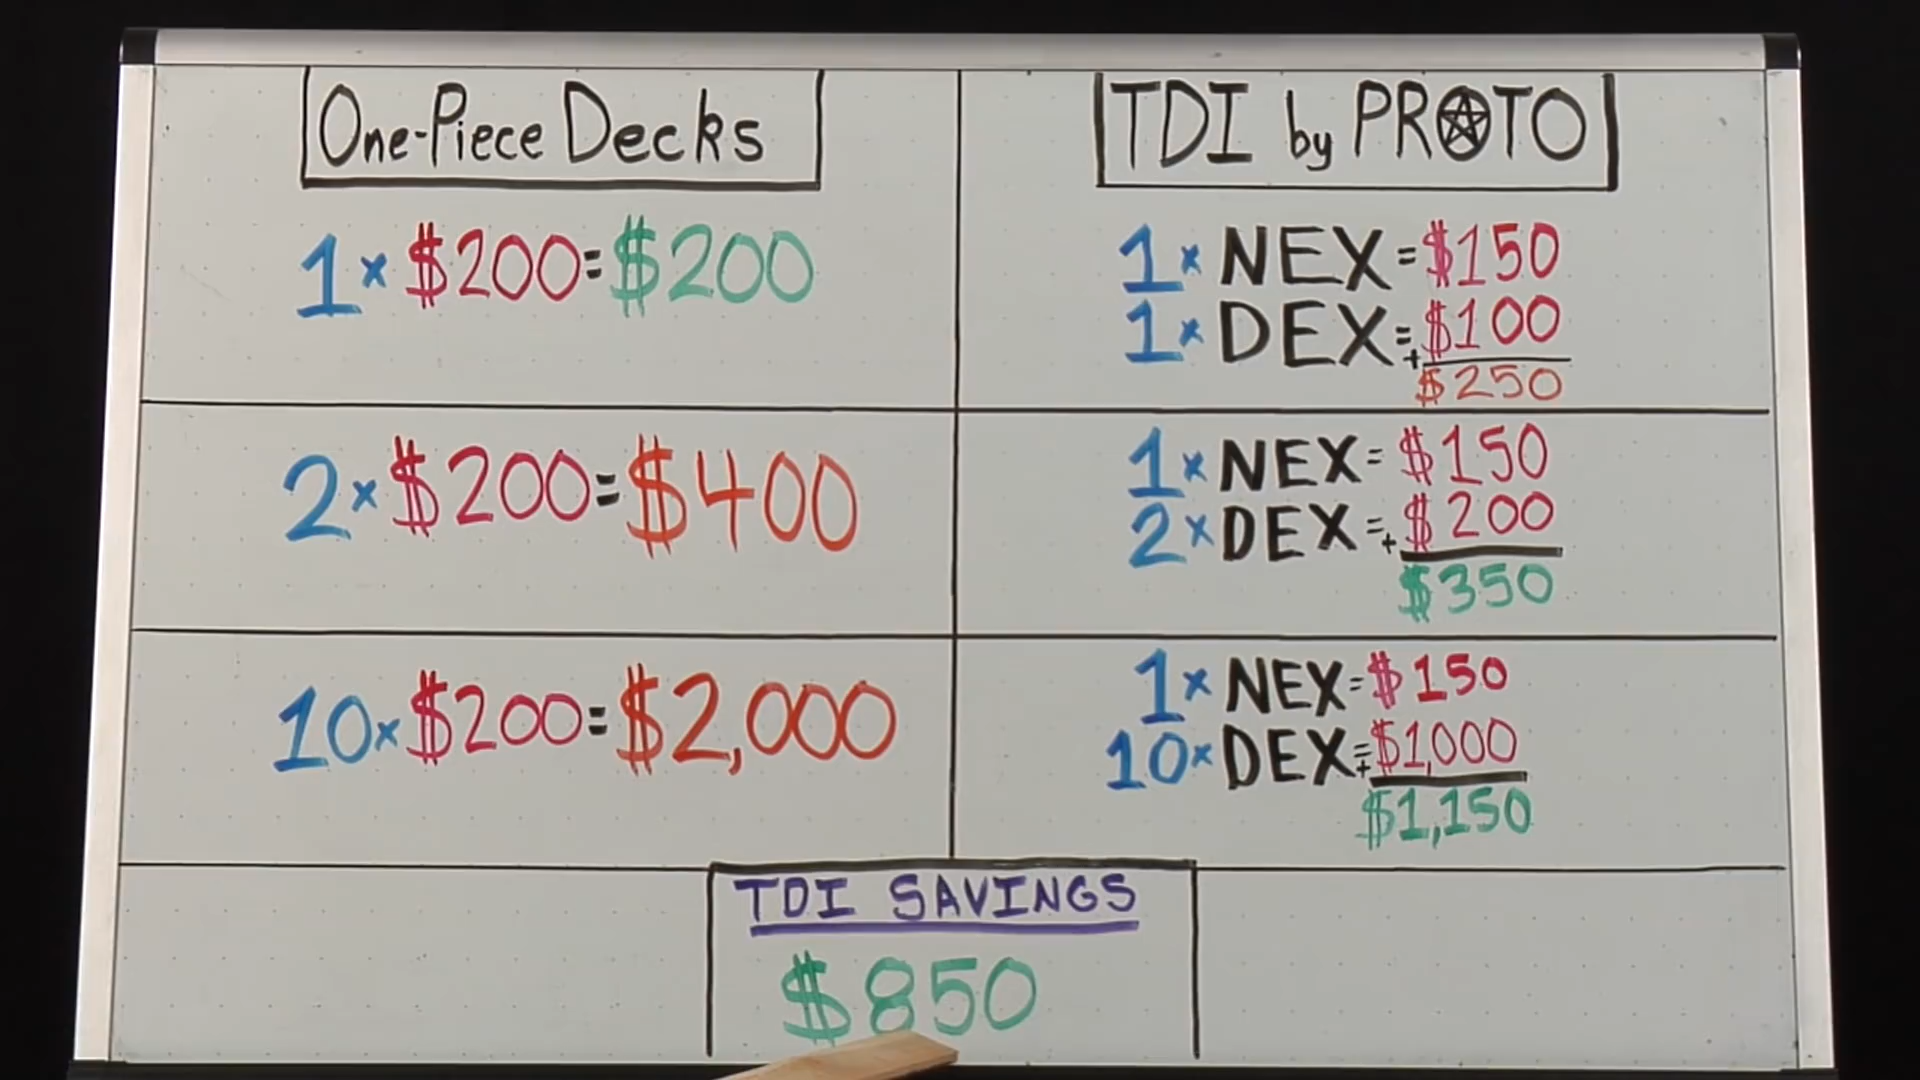 One-Piece Decks
1 × $200 = $200
2 × $200 = $400
10 × $200 = $2,000
TDI by PROTO
1 × NEX = $150
1 × DEX = + $100
$250
1 × NEX = $150
2 × DEX = + $200
$350
1 × NEX = $150
10 × DEX = + $1,000
$1,150
TDI SAVINGS
$850